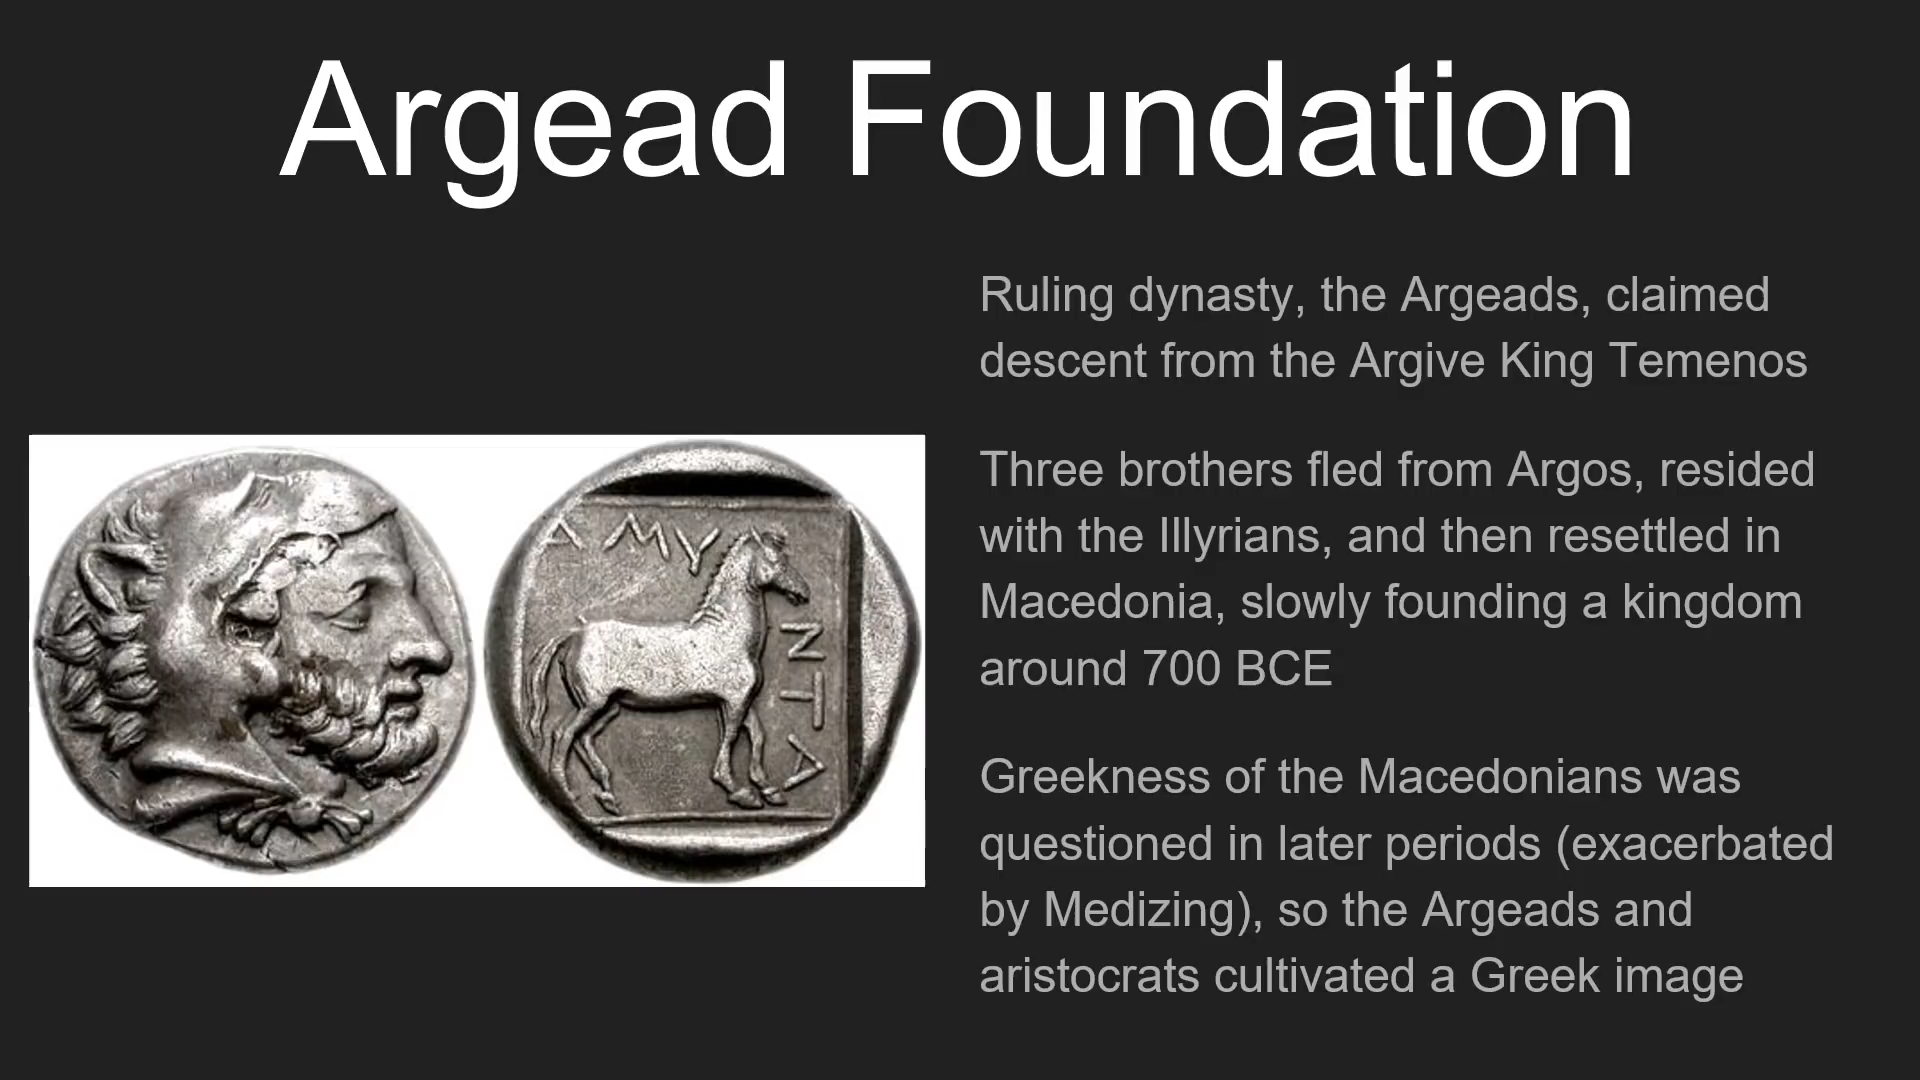 Argead Foundation
Ruling dynasty, the Argeads, claimed
descent from the Argive King Temenos
Three brothers fled from Argos, resided
with the Illyrians, and then resettled in
Macedonia, slowly founding a kingdom
around 700 BCE
Greekness of the Macedonians was
questioned in later periods (exacerbated
by Medizing), so the Argeads and
aristocrats cultivated a Greek image
ΑΜΥΝΤΑ